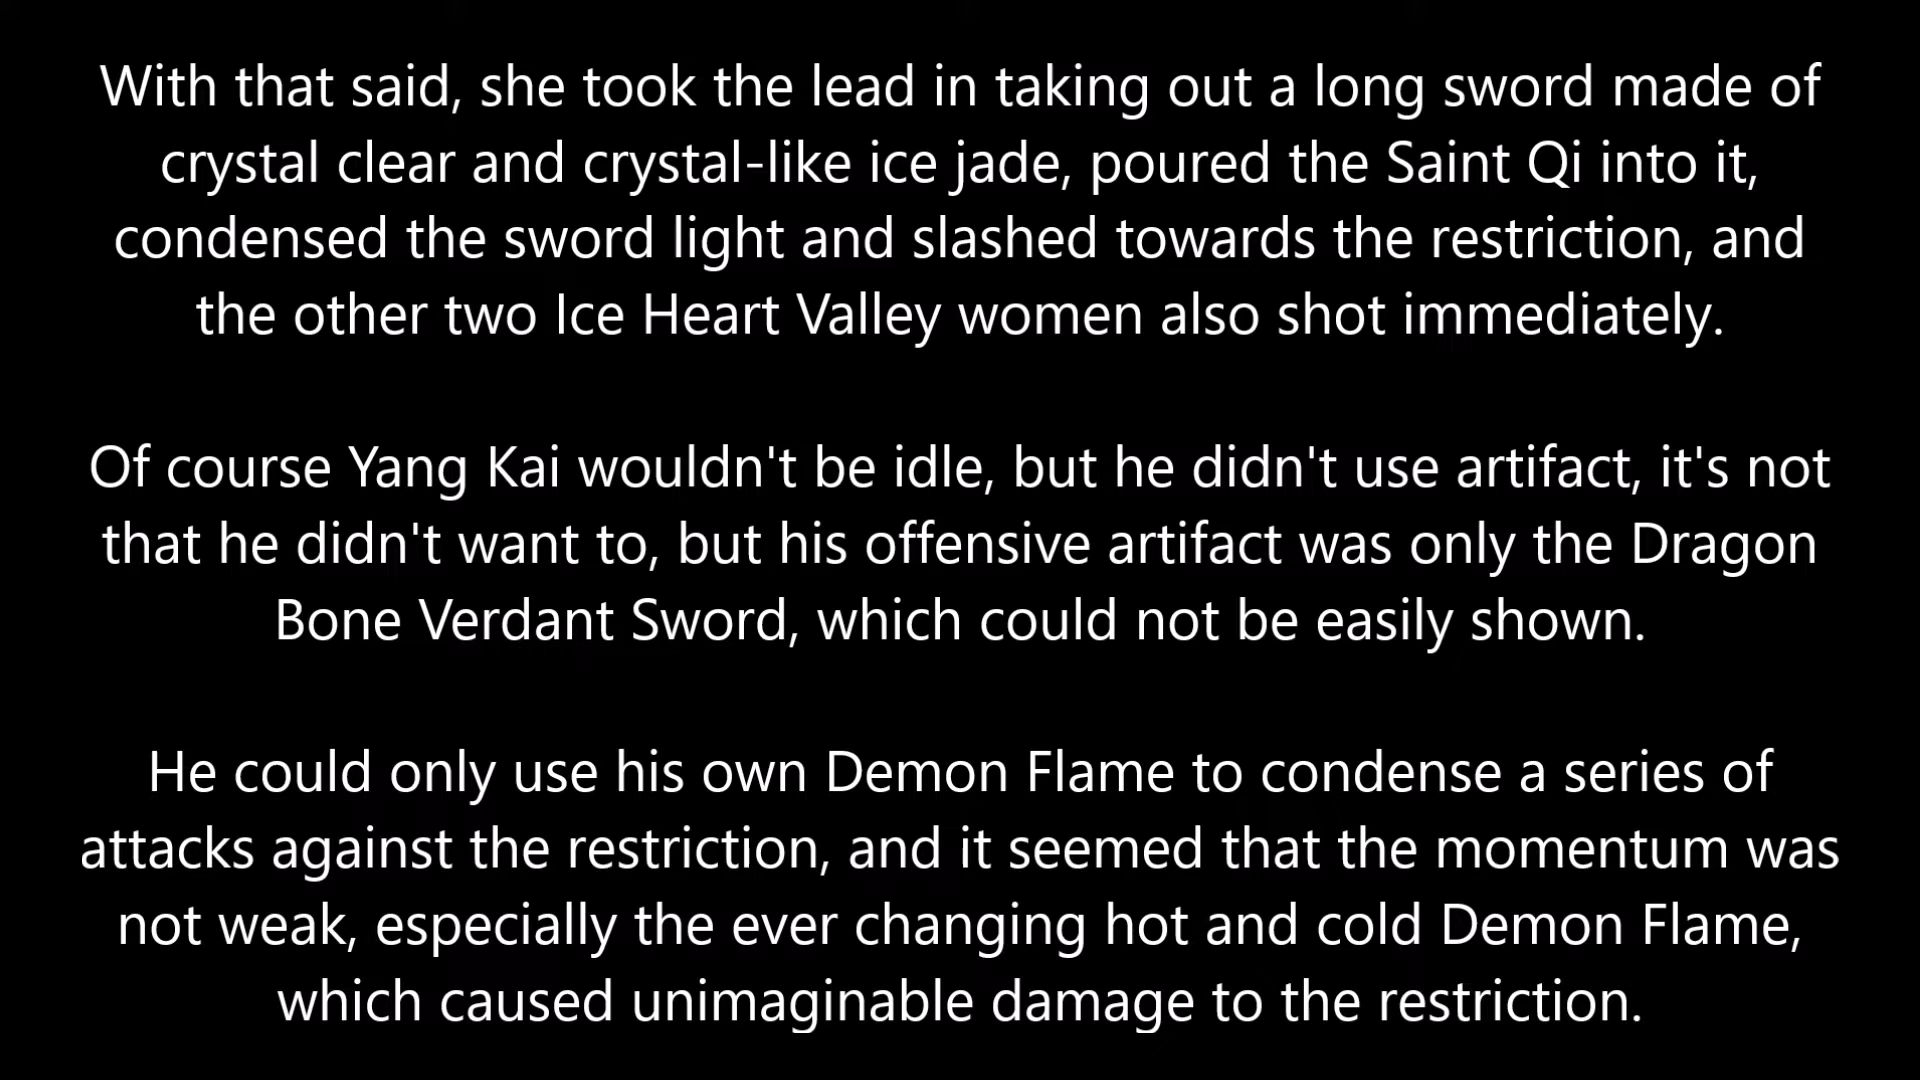 With that said, she took the lead in taking out a long sword made of
crystal clear and crystal-like ice jade, poured the Saint Qi into it,
condensed the sword light and slashed towards the restriction, and
the other two Ice Heart Valley women also shot immediately.
Of course Yang Kai wouldn't be idle, but he didn't use artifact, it's not
that he didn't want to, but his offensive artifact was only the Dragon
Bone Verdant Sword, which could not be easily shown.
He could only use his own Demon Flame to condense a series of
attacks against the restriction, and it seemed that the momentum was
not weak, especially the ever changing hot and cold Demon Flame,
which caused unimaginable damage to the restriction.